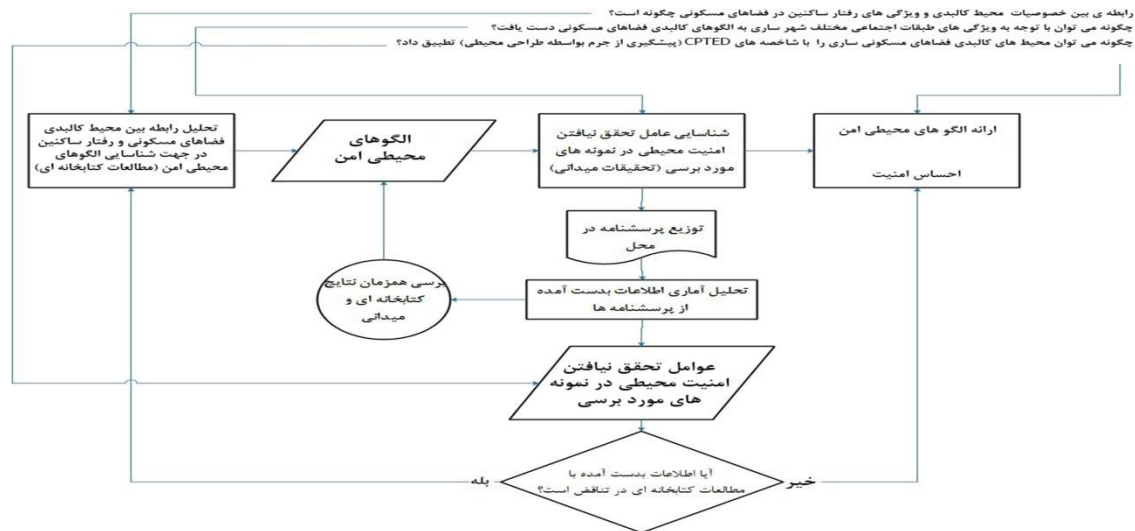 رابطه ی بین خصوصیات محیط کالبدی و ویژگی های رفتار ساکنین در فضاهای مسکونی چگونه است؟
چگونه می توان با توجه به ویژگی های طبقات اجتماعی مختلف شهر ساری به الگوهای کالبدی فضاهای مسکونی دست یافت؟
چگونه می توان محیط های کالبدی فضاهای مسکونی ساری را با شاخصه های CPTED (پیشگیری از جرم بواسطه طراحی محیطی) تطبیق داد؟
ارائه الگو های محیطی امن
احساس امنیت
شناسایی عامل تحقق نیافتن
امنیت محیطی در نمونه های
مورد برسی (تحقیقات میدانی)
الگوهای
محیطی امن
تحلیل رابطه بین محیط کالبدی
فضاهای مسکونی و رفتار ساکنین
در جهت شناسایی الگوهای
محیطی امن (مطالعات کتابخانه ای)
توزیع پرسشنامه در
محل
تحلیل آماری اطلاعات بدست آمده
از پرسشنامه ها
برسی همزمان نتایج
کتابخانه ای و
میدانی
عوامل تحقق نیافتن
امنیت محیطی در نمونه
های مورد برسی
آیا اطلاعات بدست آمده با
مطالعات کتابخانه ای در تناقض است؟
خیر
بله